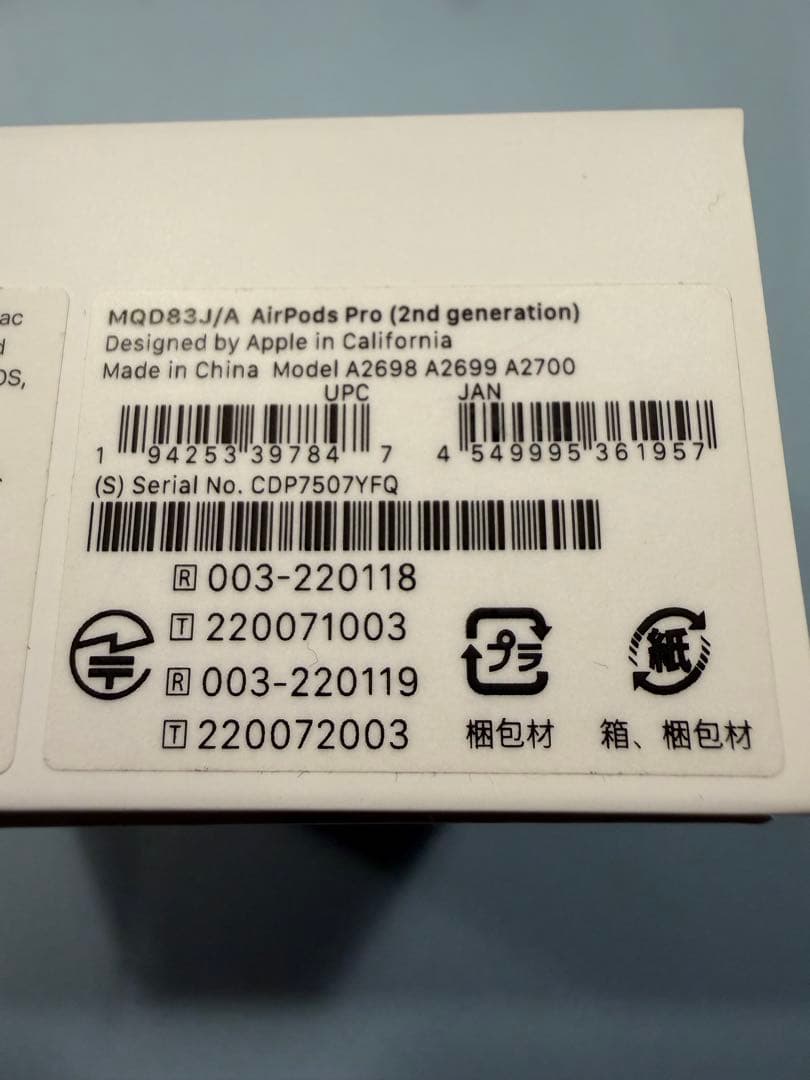 ac
d
OS,
MQD83J/A AirPods Pro (2nd generation)
Designed by Apple in California
Made in China Model A2698 A2699 A2700
UPC JAN
1 94253 39784 7 4 549995 361957
(S) Serial No. CDP7507YFQ
R 003-220118
T 220071003
R 003-220119
T 220072003
プラ
紙
梱包材
箱、梱包材